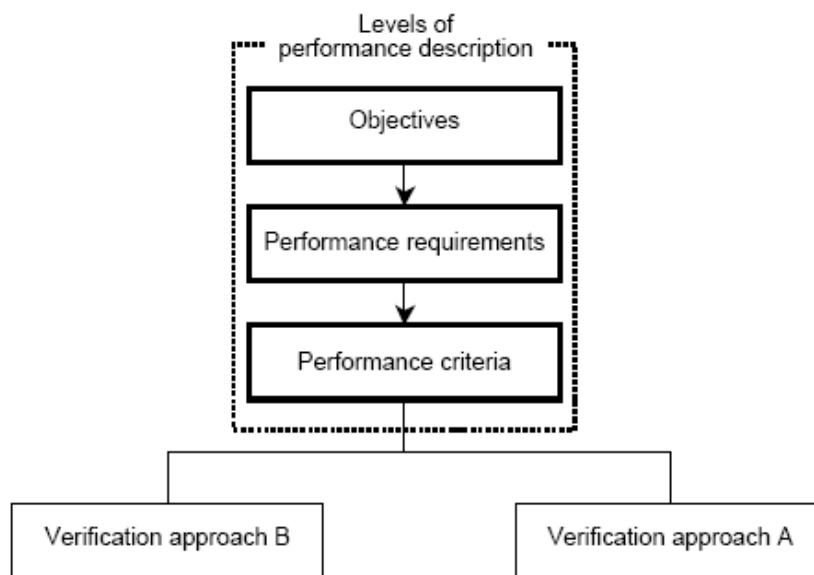 Levels of
performance description
Objectives
Performance requirements
Performance criteria
Verification approach B
Verification approach A